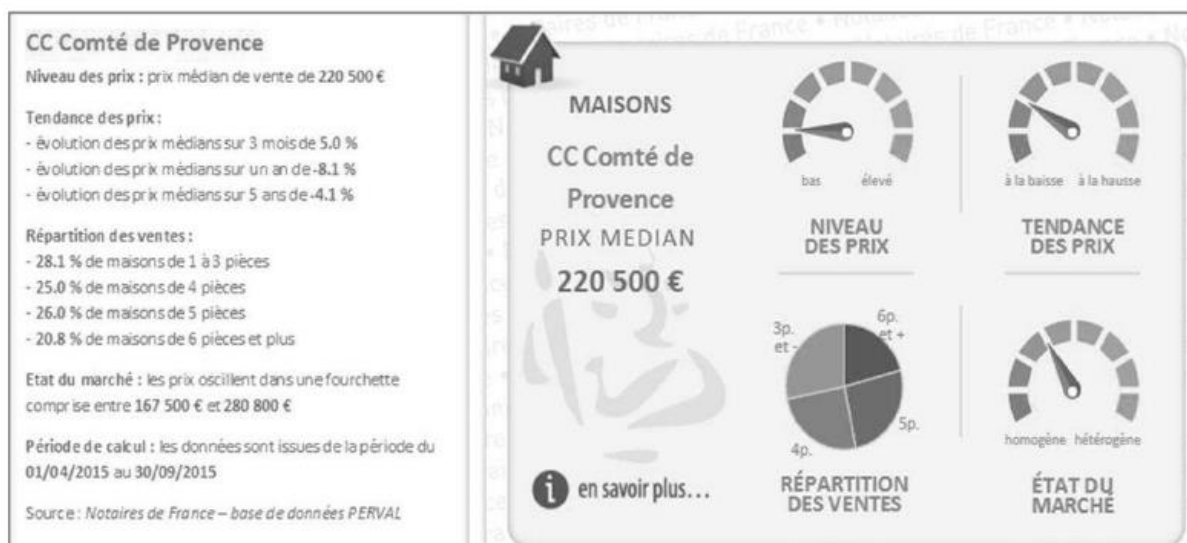 CC Comté de Provence
Niveau des prix : prix médian de vente de 220 500 €
Tendance des prix :
- évolution des prix médians sur 3 mois de 5.0 %
- évolution des prix médians sur un an de -8.1 %
- évolution des prix médians sur 5 ans de -4.1 %
Répartition des ventes :
- 28.1 % de maisons de 1 à 3 pièces
- 25.0 % de maisons de 4 pièces
- 26.0 % de maisons de 5 pièces
- 20.8 % de maisons de 6 pièces et plus
Etat du marché : les prix oscillent dans une fourchette
comprise entre 167 500 € et 280 800 €
Période de calcul : les données sont issues de la période du
01/04/2015 au 30/09/2015
Source : Notaires de France – base de données PERVAL
MAISONS
CC Comté de
Provence
PRIX MEDIAN
220 500 €
en savoir plus...
bas élevé
NIVEAU
DES PRIX
à la baisse à la hausse
TENDANCE
DES PRIX
3p.
et -
6p.
et +
4p.
5p.
RÉPARTITION
DES VENTES
homogène hétérogène
ÉTAT DU
MARCHÉ